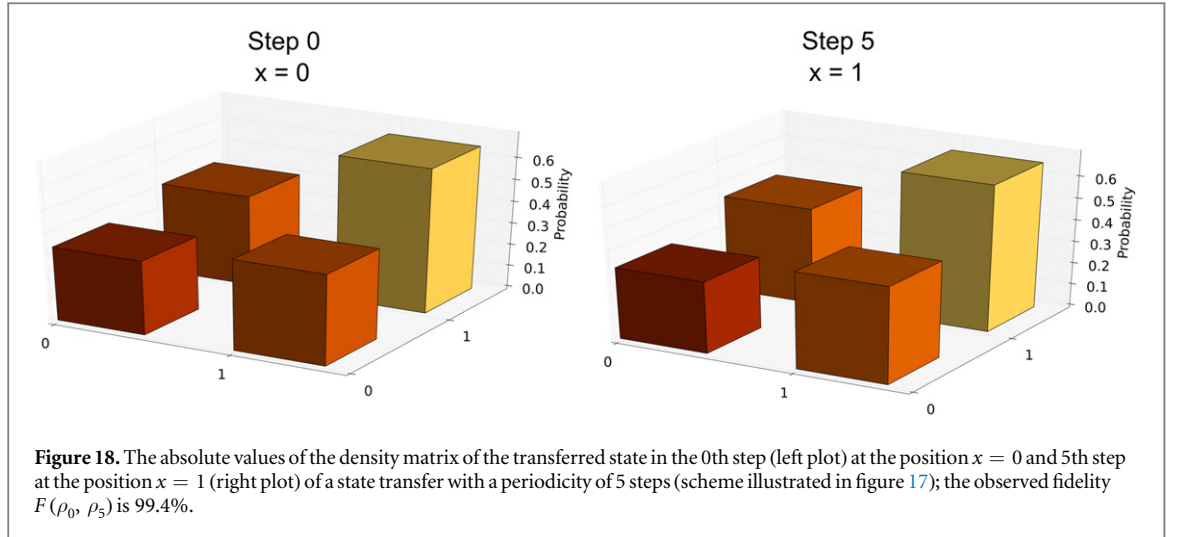 Step 0
x = 0
0.6
0.5
0.4
0.3
0.2
0.1
0.0
Probability
0
1
1
0
Step 5
x = 1
0.6
0.5
0.4
0.3
0.2
0.1
0.0
Probability
0
1
1
0
Figure 18. The absolute values of the density matrix of the transferred state in the 0th step (left plot) at the position x = 0 and 5th step
at the position x = 1 (right plot) of a state transfer with a periodicity of 5 steps (scheme illustrated in figure 17); the observed fidelity
F(ρ0, ρ5) is 99.4%.